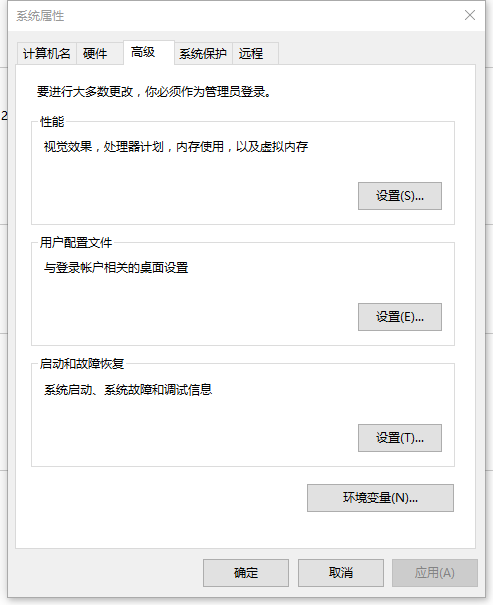 系统属性
计算机名 硬件 高级 系统保护 远程
要进行大多数更改，你必须作为管理员登录。
性能
视觉效果，处理器计划，内存使用，以及虚拟内存
设置(S)...
用户配置文件
与登录帐户相关的桌面设置
设置(E)...
启动和故障恢复
系统启动、系统故障和调试信息
设置(T)...
环境变量(N)...
确定 取消 应用(A)
2